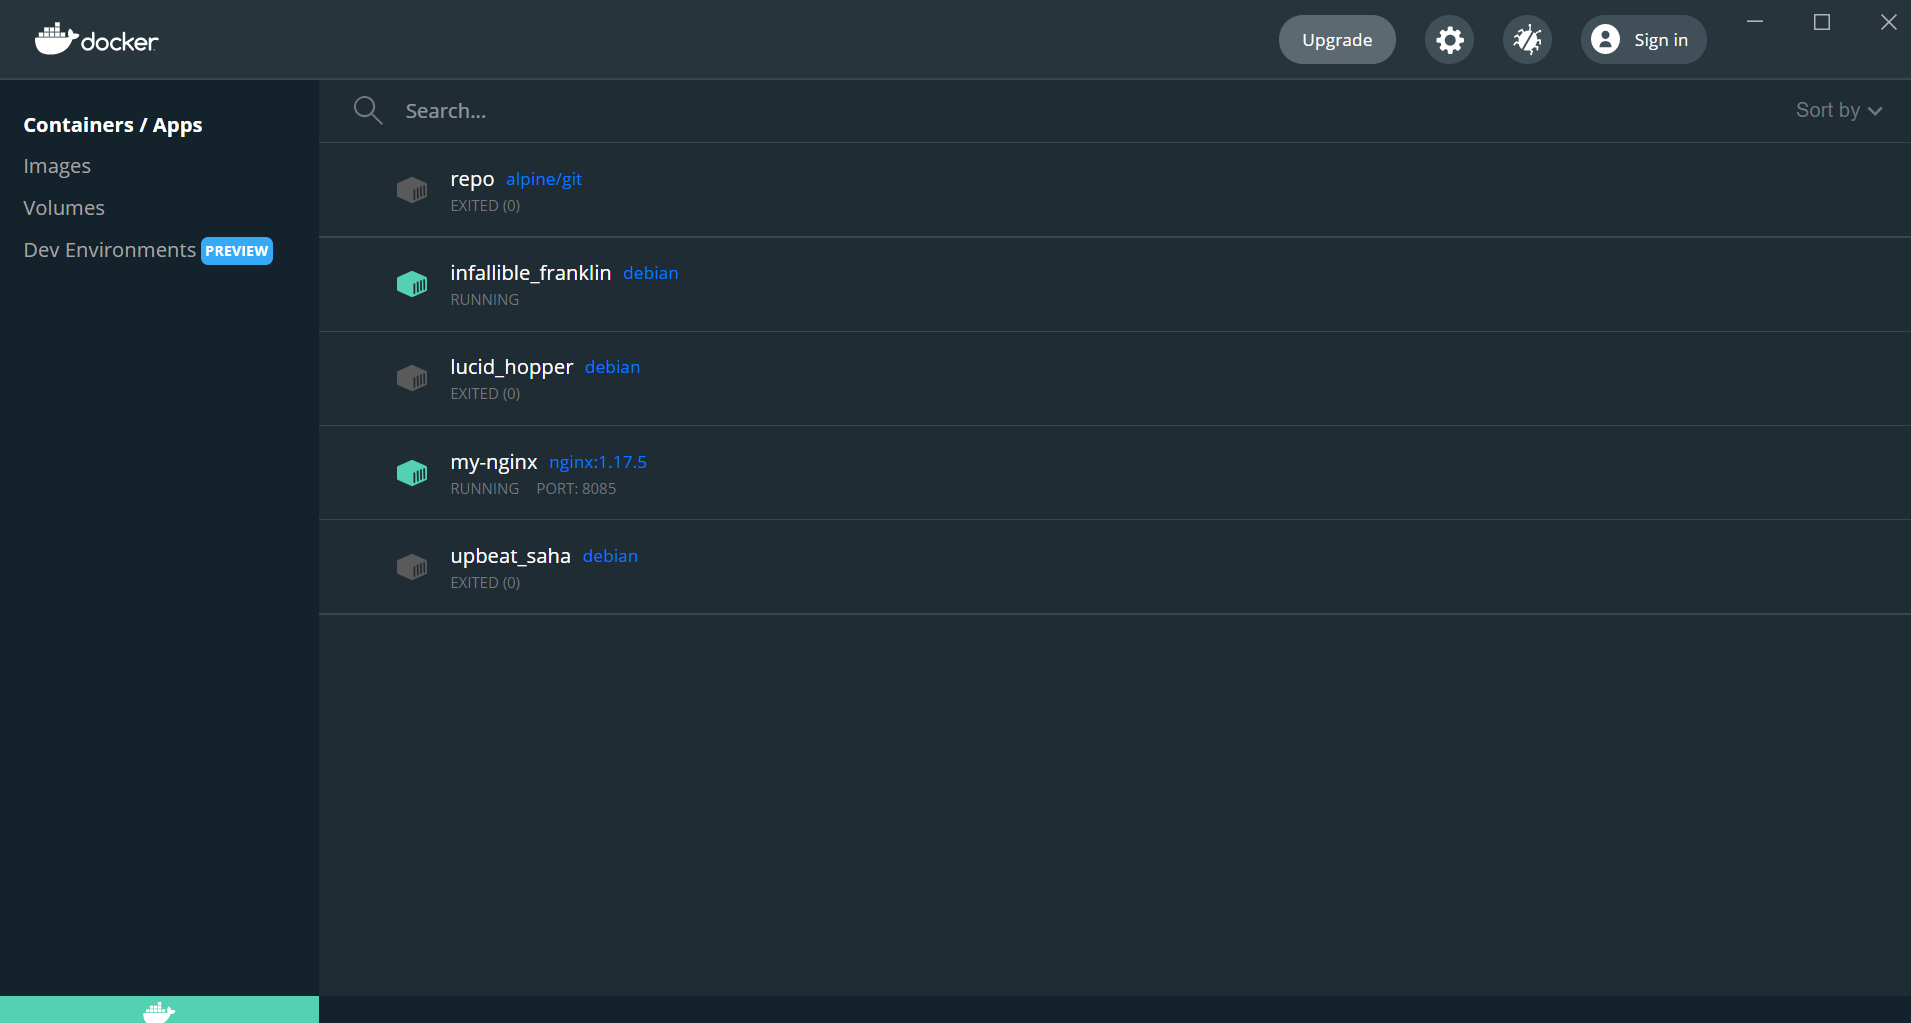 docker
Upgrade
Sign in
Containers / Apps
Images
Volumes
Dev Environments PREVIEW
Search...
Sort by
repo alpine/git
EXITED (0)
infallible_franklin debian
RUNNING
lucid_hopper debian
EXITED (0)
my-nginx nginx:1.17.5
RUNNING PORT: 8085
upbeat_saha debian
EXITED (0)